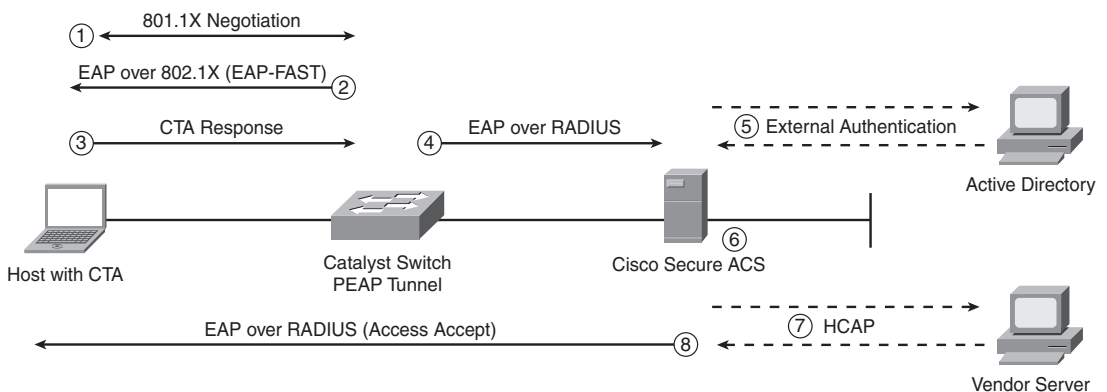 801.1X Negotiation
1
EAP over 802.1X (EAP-FAST)
2
3
CTA Response
4
EAP over RADIUS
5
External Authentication
Active Directory
Host with CTA
Catalyst Switch
PEAP Tunnel
6
Cisco Secure ACS
EAP over RADIUS (Access Accept)
8
7
HCAP
Vendor Server